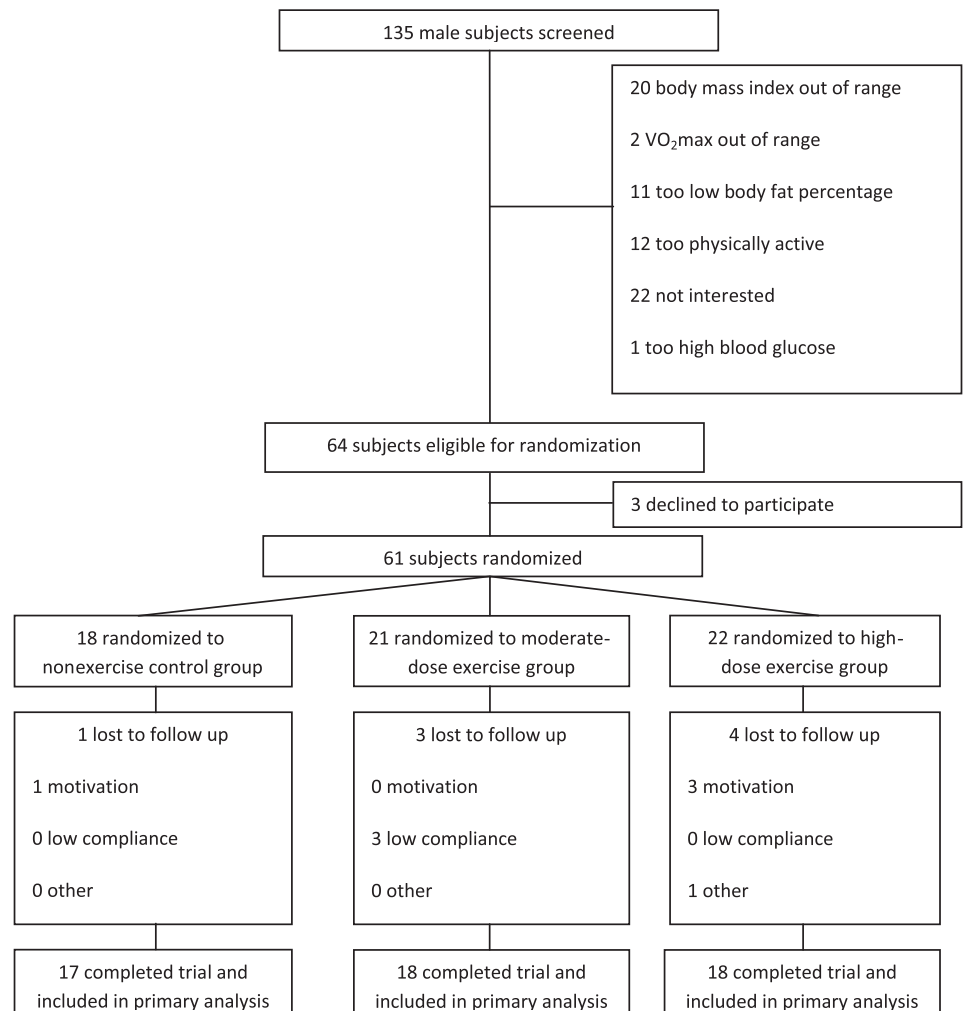 135 male subjects screened
20 body mass index out of range
2 VO₂max out of range
11 too low body fat percentage
12 too physically active
22 not interested
1 too high blood glucose
64 subjects eligible for randomization
3 declined to participate
61 subjects randomized
18 randomized to
nonexercise control group
21 randomized to moderate-
dose exercise group
22 randomized to high-
dose exercise group
1 lost to follow up
1 motivation
0 low compliance
0 other
3 lost to follow up
0 motivation
3 low compliance
0 other
4 lost to follow up
3 motivation
0 low compliance
1 other
17 completed trial and
included in primary analysis
18 completed trial and
included in primary analysis
18 completed trial and
included in primary analysis